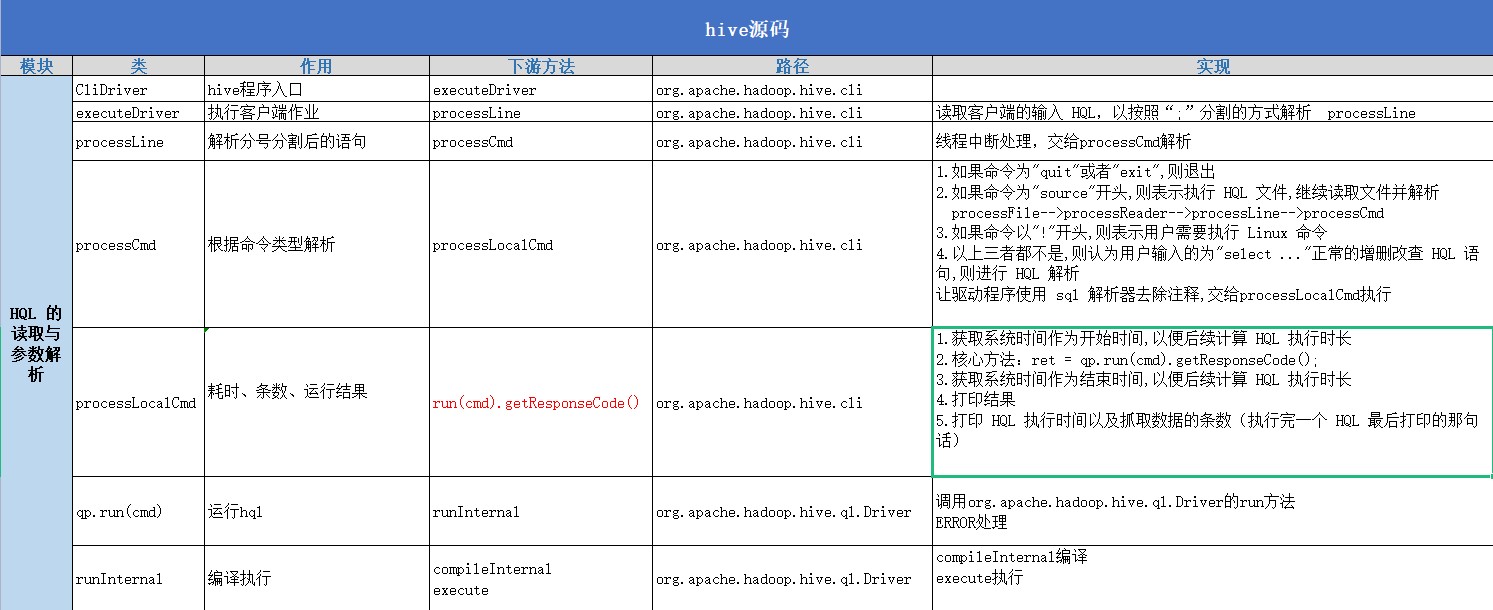 hive源码
模块 类 作用 下游方法 路径 实现
HQL 的
读取与
参数解
析
CliDriver hive程序入口 executeDriver org.apache.hadoop.hive.cli
executeDriver 执行客户端作业 processLine org.apache.hadoop.hive.cli 读取客户端的输入 HQL，以按照“;”分割的方式解析 processLine
processLine 解析分号分割后的语句 processCmd org.apache.hadoop.hive.cli 线程中断处理，交给processCmd解析
processCmd 根据命令类型解析 processLocalCmd org.apache.hadoop.hive.cli
1.如果命令为"quit"或者"exit",则退出
2.如果命令为"source"开头,则表示执行 HQL 文件,继续读取文件并解析
processFile-->processReader-->processLine-->processCmd
3.如果命令以"!"开头,则表示用户需要执行 Linux 命令
4.以上三者都不是,则认为用户输入的为"select ..."正常的增删改查 HQL 语
句,则进行 HQL 解析
让驱动程序使用 sql 解析器去除注释,交给processLocalCmd执行
processLocalCmd 耗时、条数、运行结果 run(cmd).getResponseCode() org.apache.hadoop.hive.cli
1.获取系统时间作为开始时间,以便后续计算 HQL 执行时长
2.核心方法：ret = qp.run(cmd).getResponseCode();
3.获取系统时间作为结束时间,以便后续计算 HQL 执行时长
4.打印结果
5.打印 HQL 执行时间以及抓取数据的条数（执行完一个 HQL 最后打印的那句
话）
qp.run(cmd) 运行hql runInternal org.apache.hadoop.hive.ql.Driver
调用org.apache.hadoop.hive.ql.Driver的run方法
ERROR处理
runInternal 编译执行
compileInternal
execute
org.apache.hadoop.hive.ql.Driver
compileInternal编译
execute执行